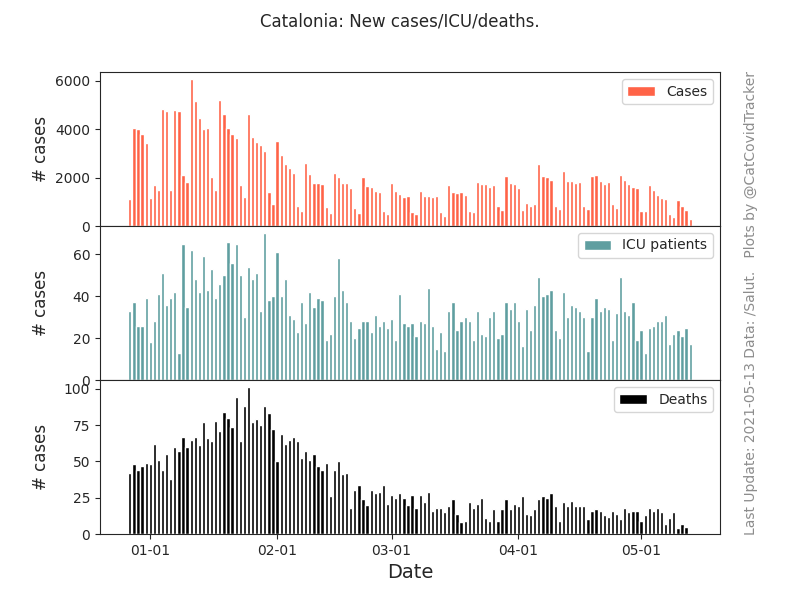 Catalonia: New cases/ICU/deaths.
6000
4000
2000
0
# cases
Cases
60
40
20
0
# cases
ICU patients
100
75
50
25
0
# cases
Deaths
01-01
02-01
03-01
04-01
05-01
Date
Last Update: 2021-05-13 Data: /Salut. Plots by @CatCovidTracker